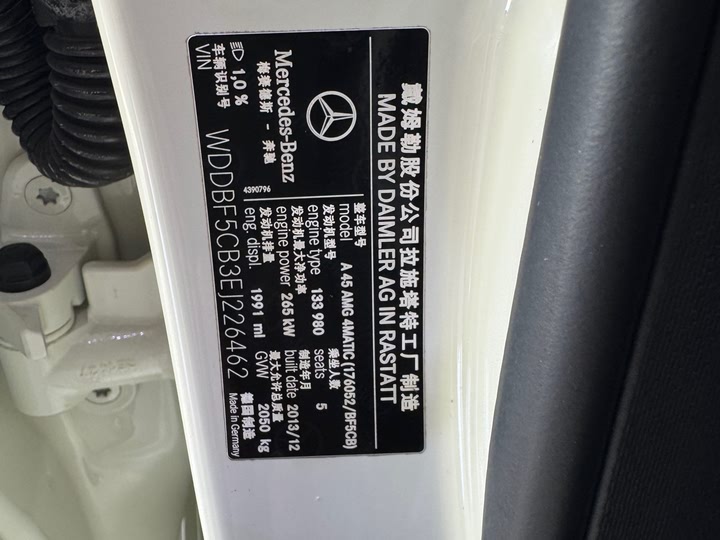 戴姆勒股份公司拉施塔特工厂制造
MADE BY DAIMLER AG IN RASTATT
整车型号
model A 45 AMG 4MATIC (176052/BF5CB)
发动机型号 乘坐人数
engine type 133 980 seats 5
发动机最大净功率 制造年月
engine power 265 kW built date 2013/12
发动机排量 最大允许总质量
eng. displ. 1991 ml GVW 2050 kg
Mercedes-Benz
梅赛德斯 - 奔驰
4390796
1,0 %
车辆识别号
VIN WDDBF5CB3EJ226462
德国制造
Made in Germany